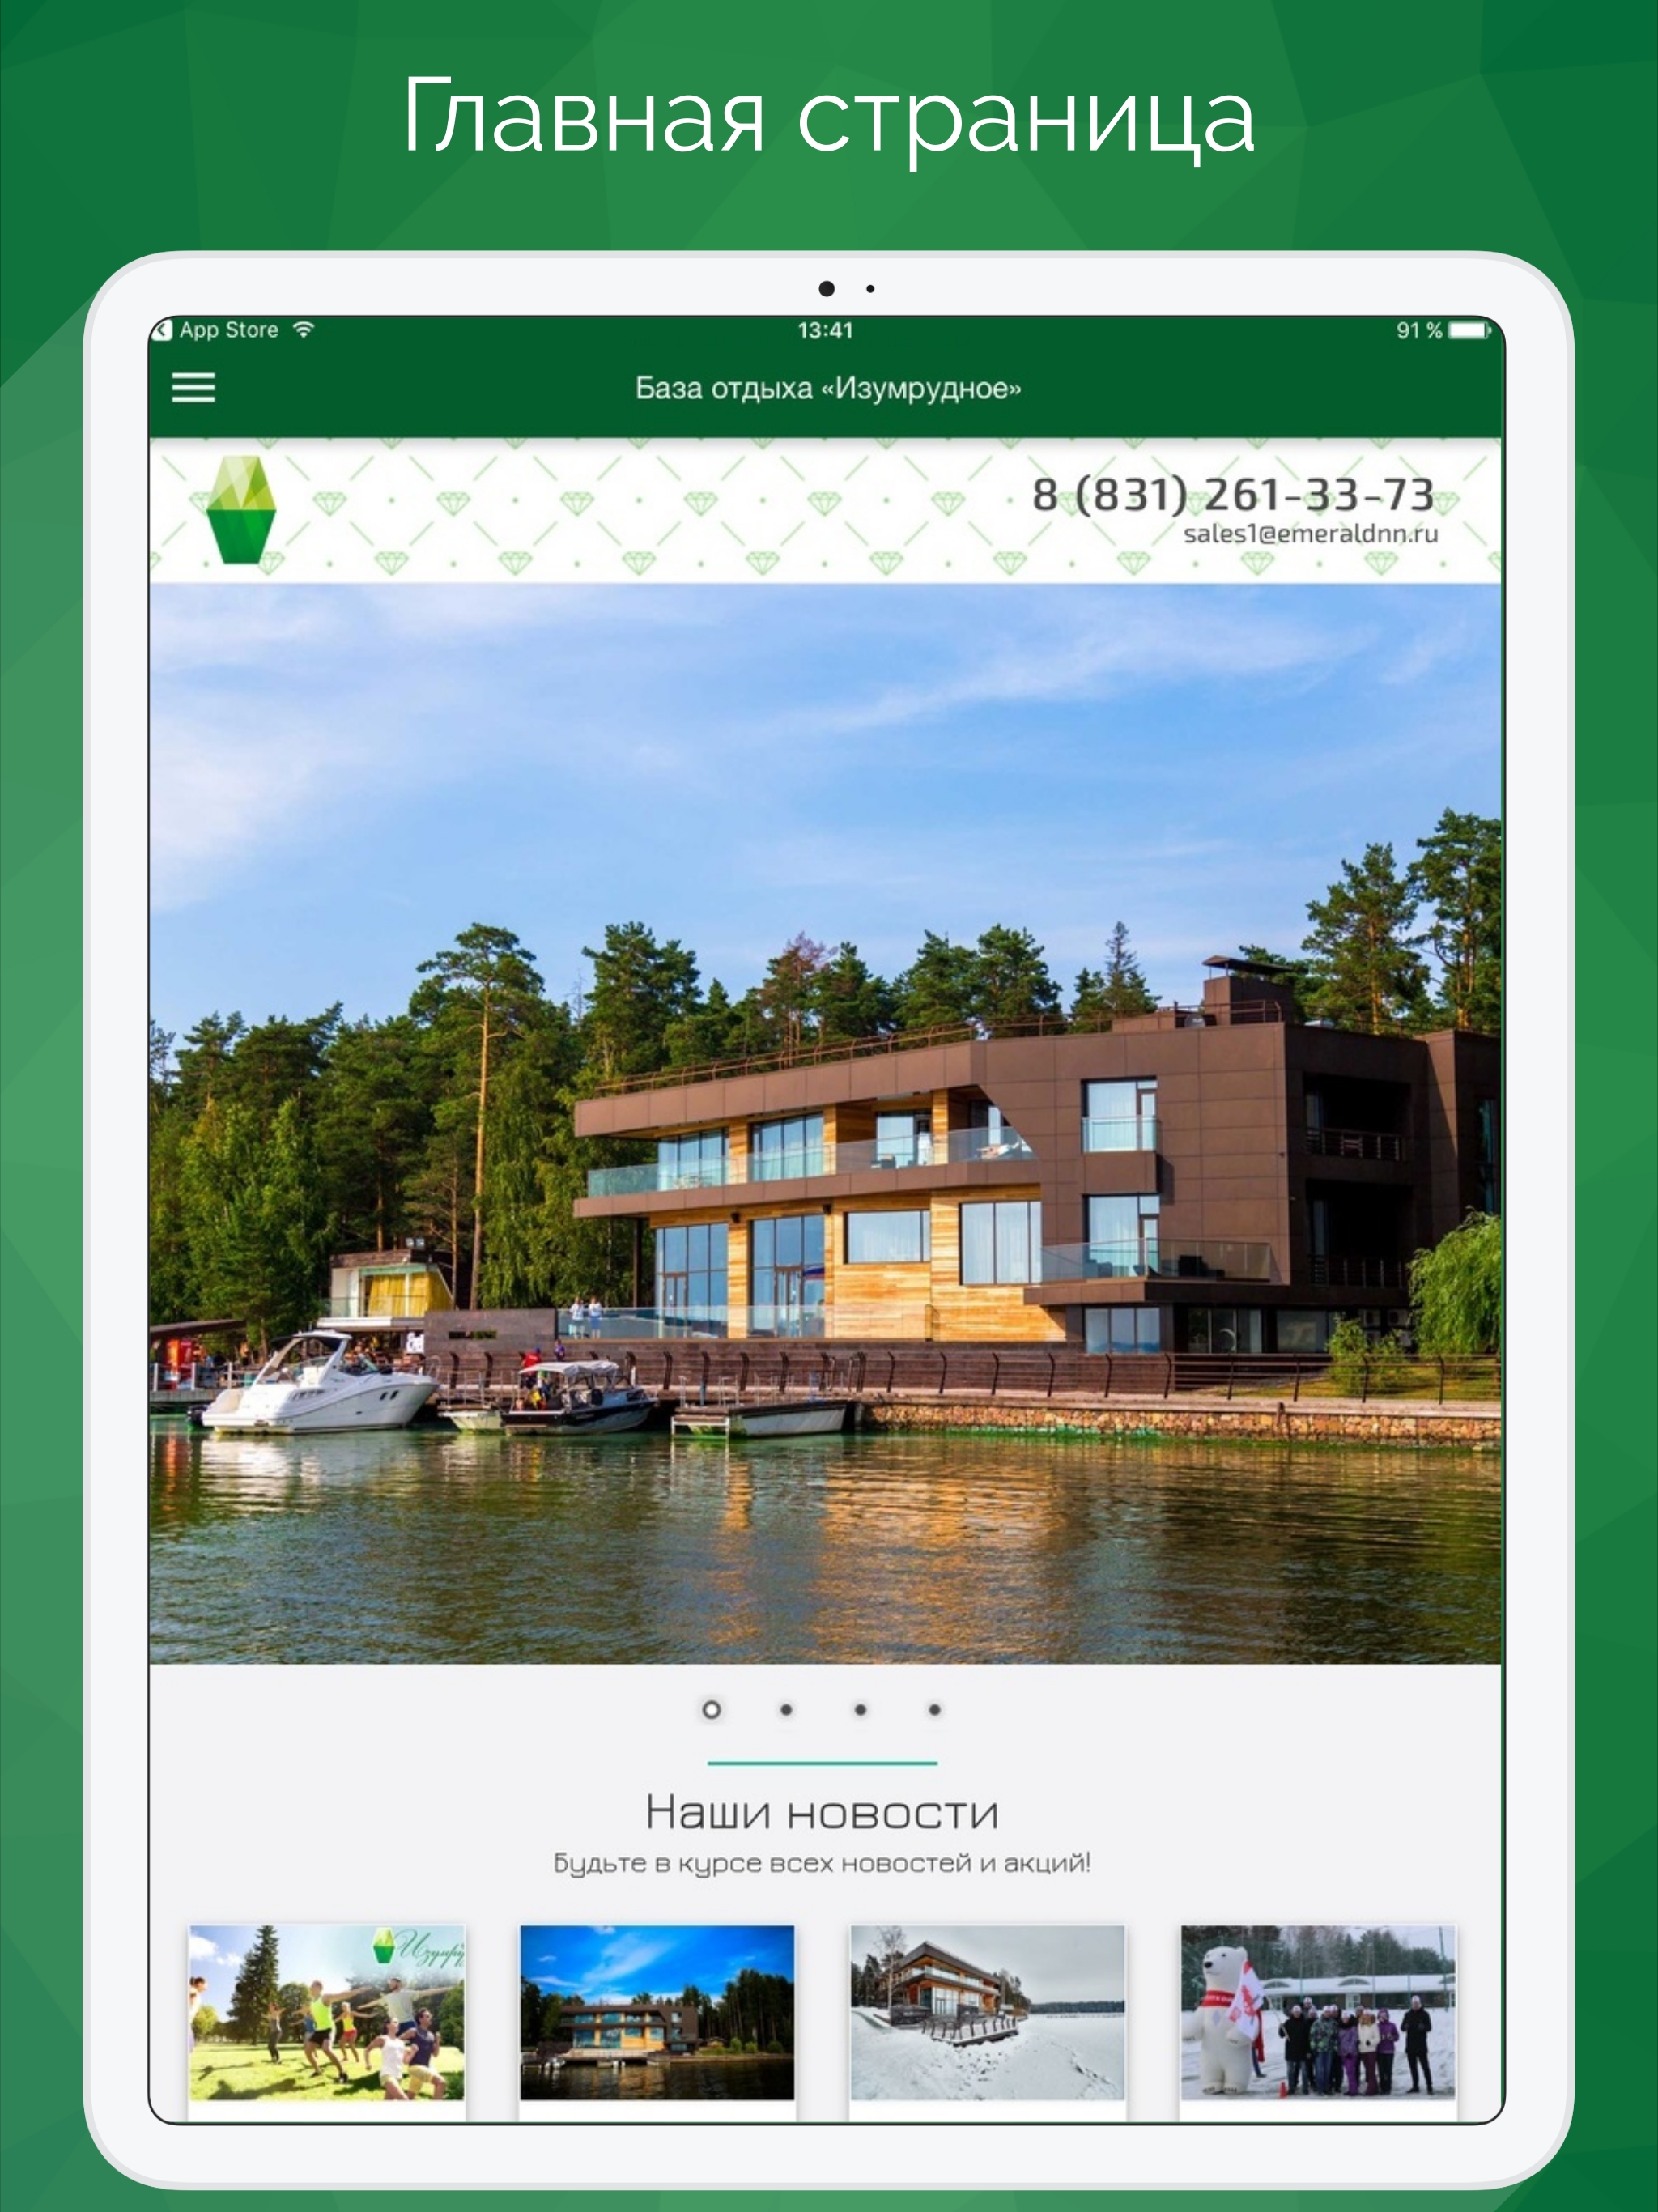 Главная страница
App Store
13:41
91 %
База отдыха «Изумрудное»
8 (831) 261-33-73
sales1@emeraldnn.ru
Наши новости
Будьте в курсе всех новостей и акций!